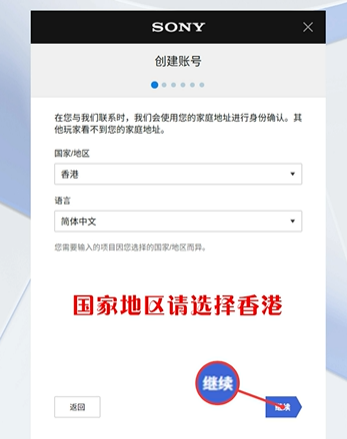 SONY
创建账号
在您与我们联系时，我们会使用您的家庭地址进行身份确认。其
他玩家看不到您的家庭地址。
国家/地区
香港
语言
简体中文
您需要输入的项目因您选择的国家/地区而异。
国家地区请选择香港
继续
返回
继续